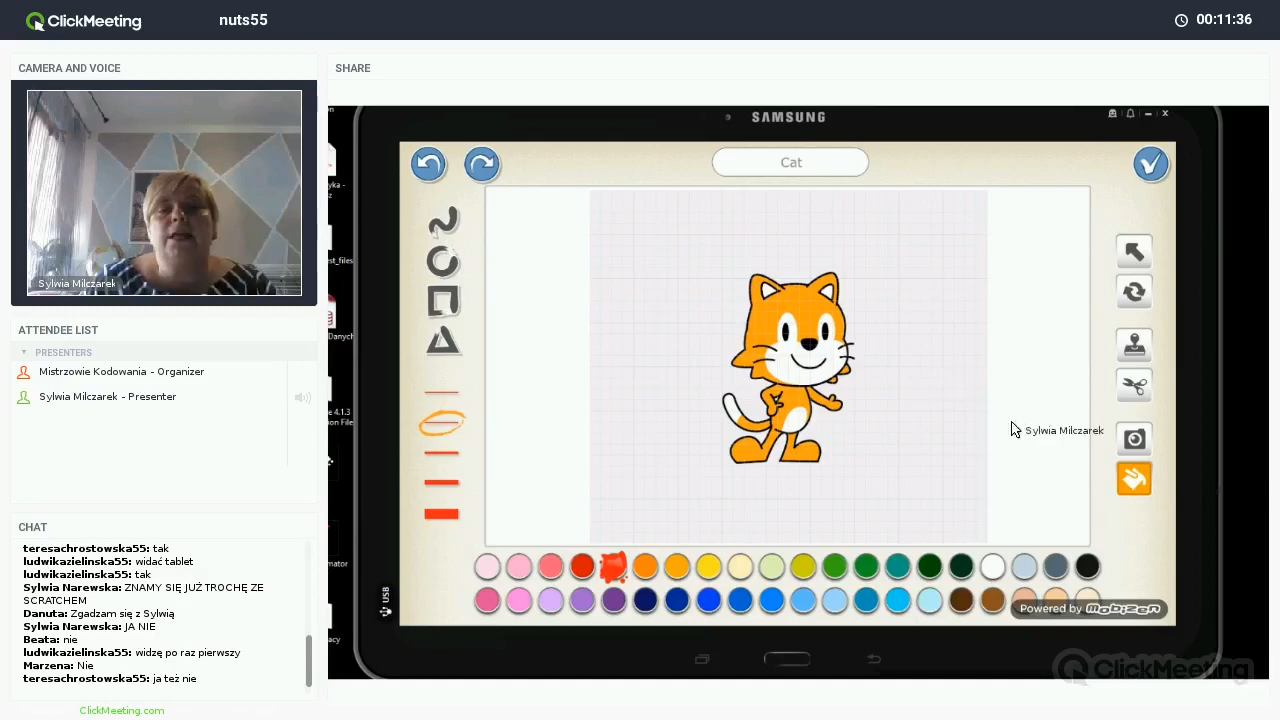 ClickMeeting
nuts55
00:11:36
CAMERA AND VOICE
Sylwia Milczarek
ATTENDEE LIST
PRESENTERS
Mistrzowie Kodowania - Organizer
Sylwia Milczarek - Presenter
CHAT
teresachrostowska55: tak
ludwikazielinska55: widać tablet
ludwikazielinska55: tak
Sylwia Narewska: ZNAMY SIĘ JUŻ TROCHĘ ZE
SCRATCHEM
Danuta: Zgadzam się z Sylwią
Sylwia Narewska: JA NIE
Beata: nie
ludwikazielinska55: widzę po raz pierwszy
Marzena: Nie
teresachrostowska55: ja też nie
ClickMeeting.com
SHARE
SAMSUNG
Cat
Sylwia Milczarek
USB
Powered by Mobizen
ClickMeeting